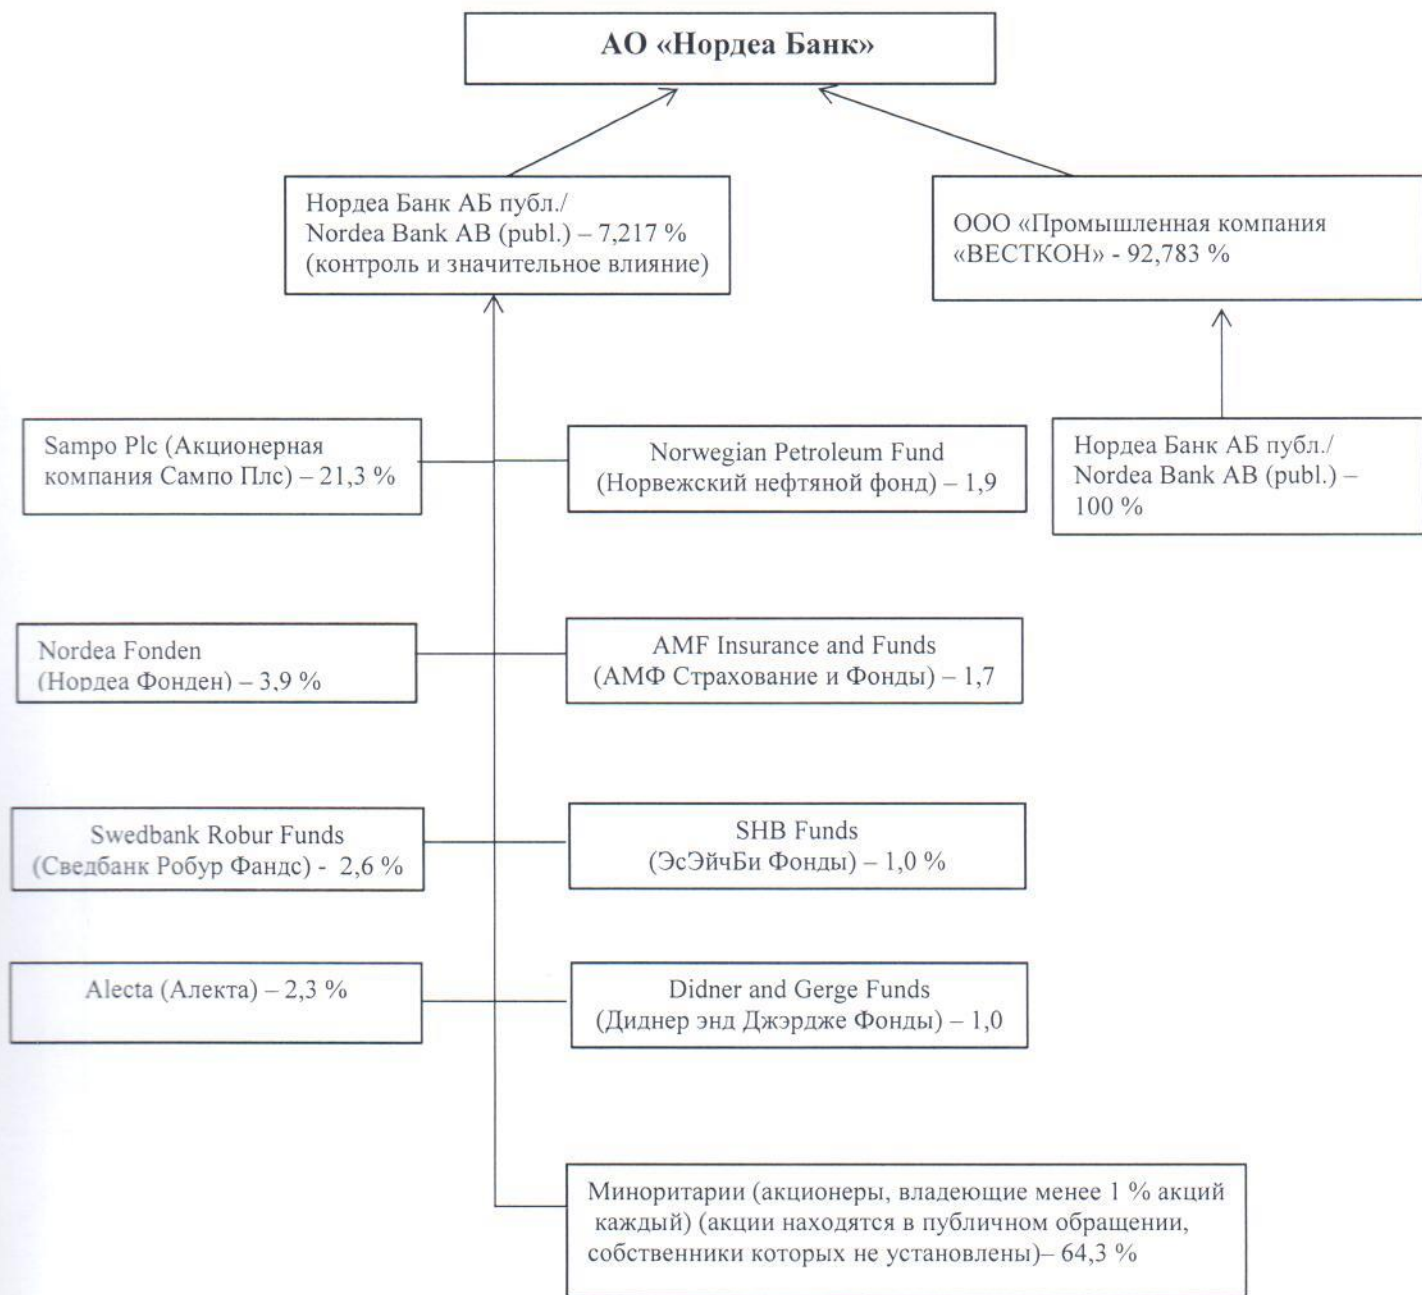 АО «Нордеа Банк»
Нордеа Банк АБ публ./
Nordea Bank AB (publ.) – 7,217 %
(контроль и значительное влияние)
ООО «Промышленная компания
«ВЕСТКОН» - 92,783 %
Sampo Plc (Акционерная
компания Сампо Плс) – 21,3 %
Norwegian Petroleum Fund
(Норвежский нефтяной фонд) – 1,9
Нордеа Банк АБ публ./
Nordea Bank AB (publ.) –
100 %
Nordea Fonden
(Нордеа Фонден) – 3,9 %
AMF Insurance and Funds
(АМФ Страхование и Фонды) – 1,7
Swedbank Robur Funds
(Сведбанк Робур Фандс) - 2,6 %
SHB Funds
(ЭсЭйчБи Фонды) – 1,0 %
Alecta (Алекта) – 2,3 %
Didner and Gerge Funds
(Диднер энд Джэрдже Фонды) – 1,0
Миноритарии (акционеры, владеющие менее 1 % акций
каждый) (акции находятся в публичном обращении,
собственники которых не установлены)– 64,3 %